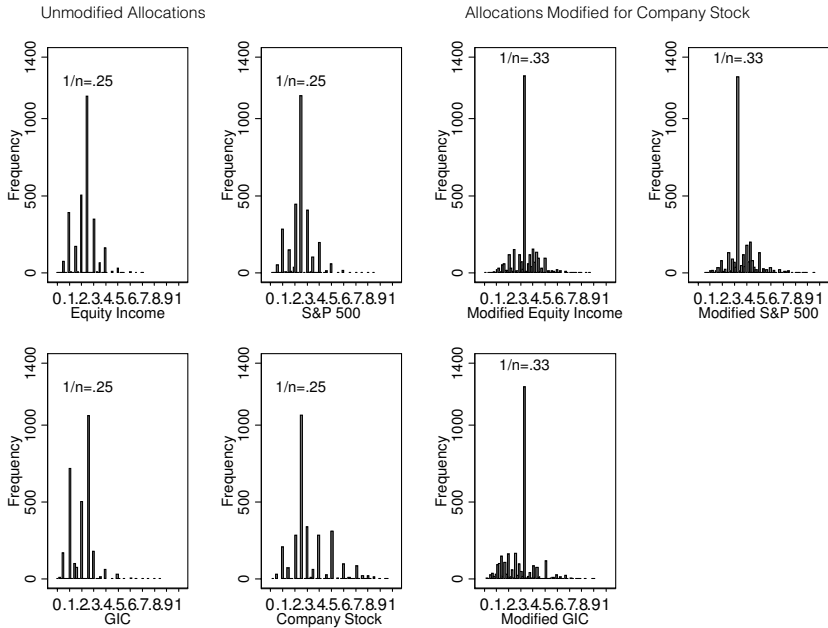 Unmodified Allocations
Allocations Modified for Company Stock
1400
1000
500
0
Frequency
1/n=.25
0.1.2.3.4.5.6.7.8.91
Equity Income
1/n=.25
Frequency
1400
1000
500
0
0.1.2.3.4.5.6.7.8.91
S&P 500
1/n=.33
Frequency
1400
1000
500
0
0.1.2.3.4.5.6.7.8.91
Modified Equity Income
1/n=.33
Frequency
1400
1000
500
0
0.1.2.3.4.5.6.7.8.91
Modified S&P 500
1/n=.25
Frequency
1400
1000
500
0
0.1.2.3.4.5.6.7.8.91
GIC
1/n=.25
Frequency
1400
1000
500
0
0.1.2.3.4.5.6.7.8.91
Company Stock
1/n=.33
Frequency
1400
1000
500
0
0.1.2.3.4.5.6.7.8.91
Modified GIC